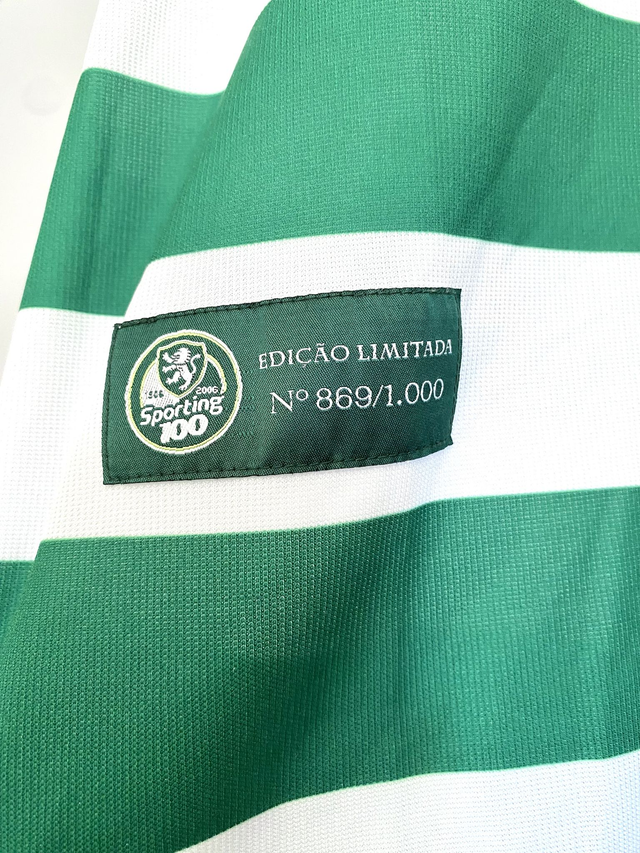 EDIÇÃO LIMITADA
Nº 869/1.000
2006
Sporting
100